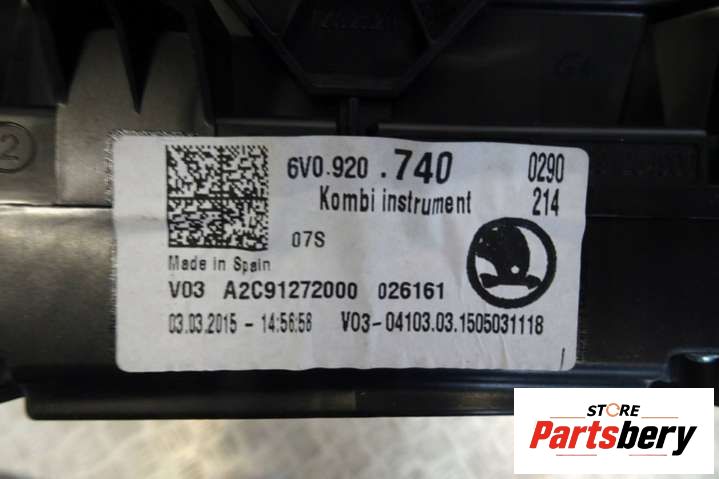 6V0.920 .740 0290
Kombi instrument 214
07S
Made in Spain
V03 A2C91272000 026161
03.03.2015 - 14:56:58 V03-04103.03.1505031118
2
STORE
Partsbery